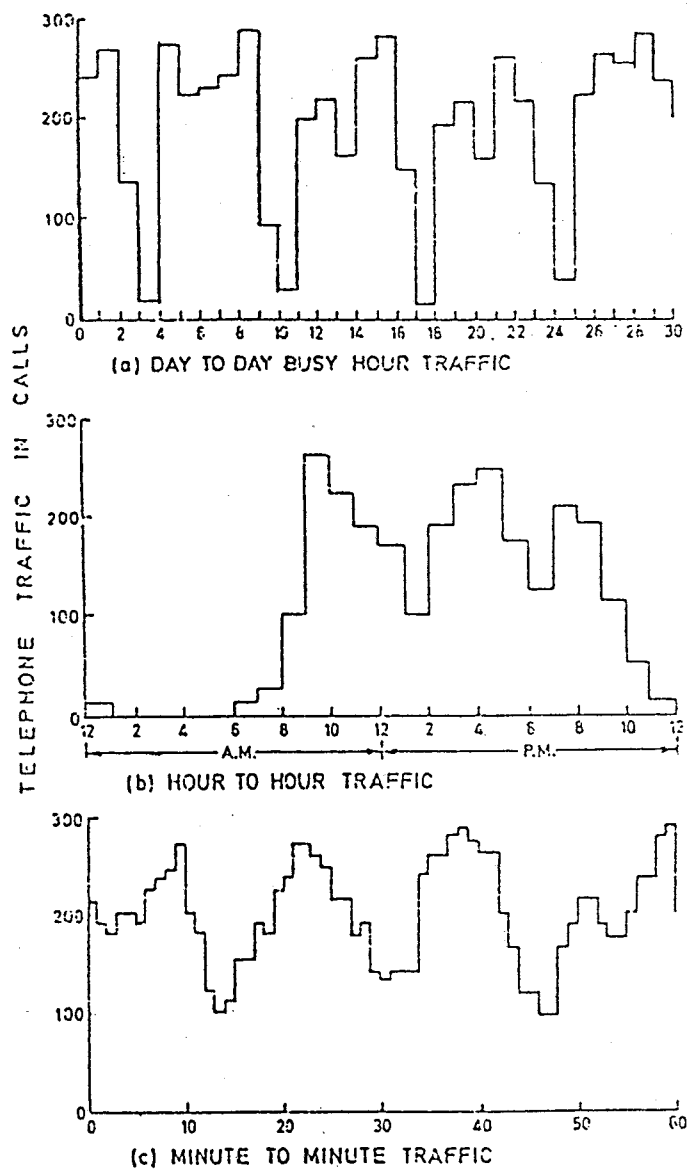 TELEPHONE TRAFFIC IN CALLS
300
200
100
0
0 2 4 6 8 10 12 14 16 18 20 22 24 26 28 30
(a) DAY TO DAY BUSY HOUR TRAFFIC
300
200
100
0
12 2 4 6 8 10 12 2 4 6 8 10 12
A.M. P.M.
(b) HOUR TO HOUR TRAFFIC
300
200
100
0
0 10 20 30 40 50 60
(c) MINUTE TO MINUTE TRAFFIC